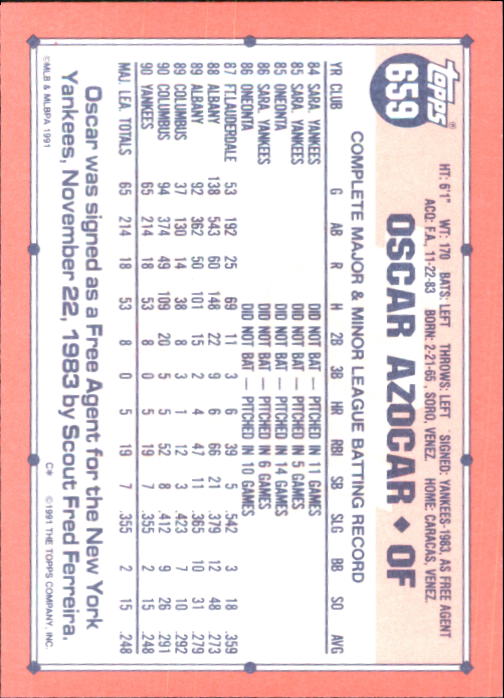 TOPPS®
659
HT: 6'1" WT: 170 BATS: LEFT THROWS: LEFT SIGNED: YANKEES-1983, AS FREE AGENT
ACQ: F.A., 11-22-83 BORN: 2-21-65, SORO, VENEZ. HOME: CARACAS, VENEZ.
OSCAR AZOCAR ◆ OF
COMPLETE MAJOR & MINOR LEAGUE BATTING RECORD
YR CLUB G AB R H 2B 3B HR RBI SB SLG BB SO AVG
84 SARA. YANKEES DID NOT BAT — PITCHED IN 11 GAMES
85 SARA. YANKEES DID NOT BAT — PITCHED IN 5 GAMES
85 ONEONTA DID NOT BAT — PITCHED IN 14 GAMES
86 SARA. YANKEES DID NOT BAT — PITCHED IN 6 GAMES
86 ONEONTA DID NOT BAT — PITCHED IN 10 GAMES
87 FT.LAUDERDALE 53 192 25 69 11 3 6 39 5 .542 3 18 .359
88 ALBANY 138 543 60 148 22 9 6 66 21 .379 12 48 .273
89 ALBANY 92 362 50 101 15 2 4 47 11 .365 10 31 .279
89 COLUMBUS 37 130 14 38 8 3 1 12 3 .423 7 10 .292
90 COLUMBUS 94 374 49 109 20 5 5 52 8 .412 9 26 .291
90 YANKEES 65 214 18 53 8 0 5 19 7 .355 2 15 .248
MAJ. LEA. TOTALS 65 214 18 53 8 0 5 19 7 .355 2 15 .248
Oscar was signed as a Free Agent for the New York
Yankees, November 22, 1983 by Scout Fred Ferreira.
©MLB & MLBPA 1991 C* ©1991 THE TOPPS COMPANY, INC.